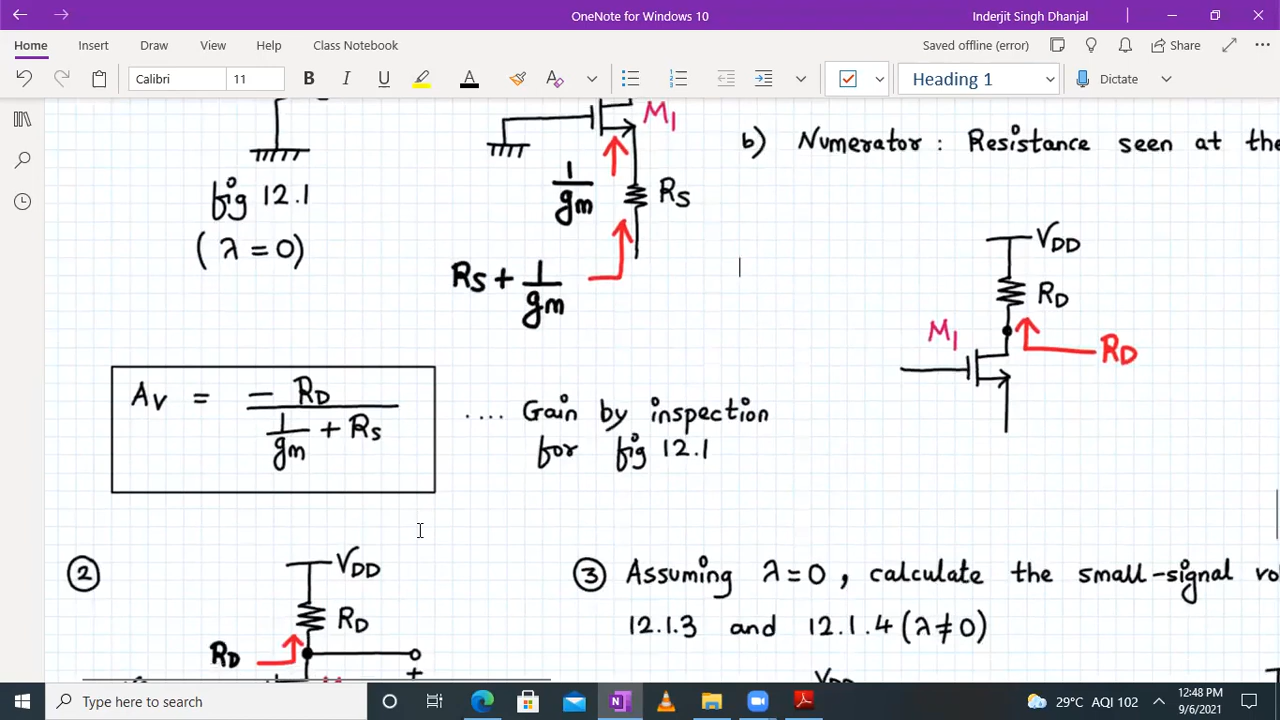 OneNote for Windows 10
Inderjit Singh Dhanjal
Home Insert Draw View Help Class Notebook
Saved offline (error)
Share
Calibri 11 B I U A Heading 1 Dictate
M1
b) Numerator : Resistance seen at the
fig 12.1
(λ = 0)
1/gm
RS
RS + 1/gm
VDD
RD
M1
RD
Av = - RD / (1/gm + RS)
.... Gain by inspection
for fig 12.1
②
VDD
RD
RD
+
③ Assuming λ=0, calculate the small-signal vo
12.1.3 and 12.1.4 (λ≠0)
VDD
Type here to search
29°C AQI 102
12:48 PM
9/6/2021